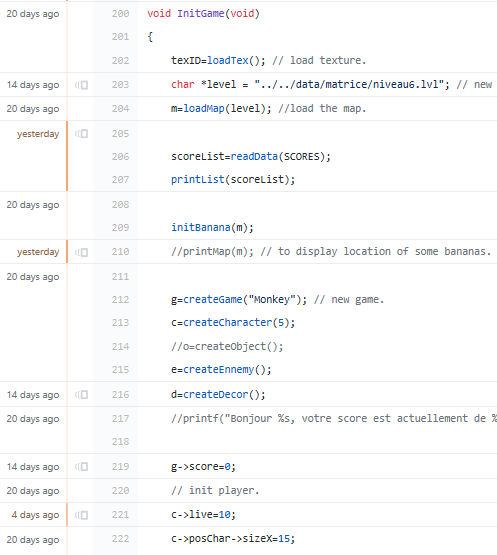 20 days ago 200 void InitGame(void)
201 {
202 texID=loadTex(); // load texture.
14 days ago 203 char *level = "../../data/matrice/niveau6.lvl"; // new
20 days ago 204 m=loadMap(level); //load the map.
yesterday 205
206 scoreList=readData(SCORES);
207 printList(scoreList);
20 days ago 208
209 initBanana(m);
yesterday 210 //printMap(m); // to display location of some bananas.
20 days ago 211
212 g=createGame("Monkey"); // new game.
213 c=createCharacter(5);
214 //o=createObject();
215 e=createEnnemy();
14 days ago 216 d=createDecor();
20 days ago 217 //printf("Bonjour %s, votre score est actuellement de %
218
14 days ago 219 g->score=0;
20 days ago 220 // init player.
4 days ago 221 c->live=10;
20 days ago 222 c->posChar->sizeX=15;